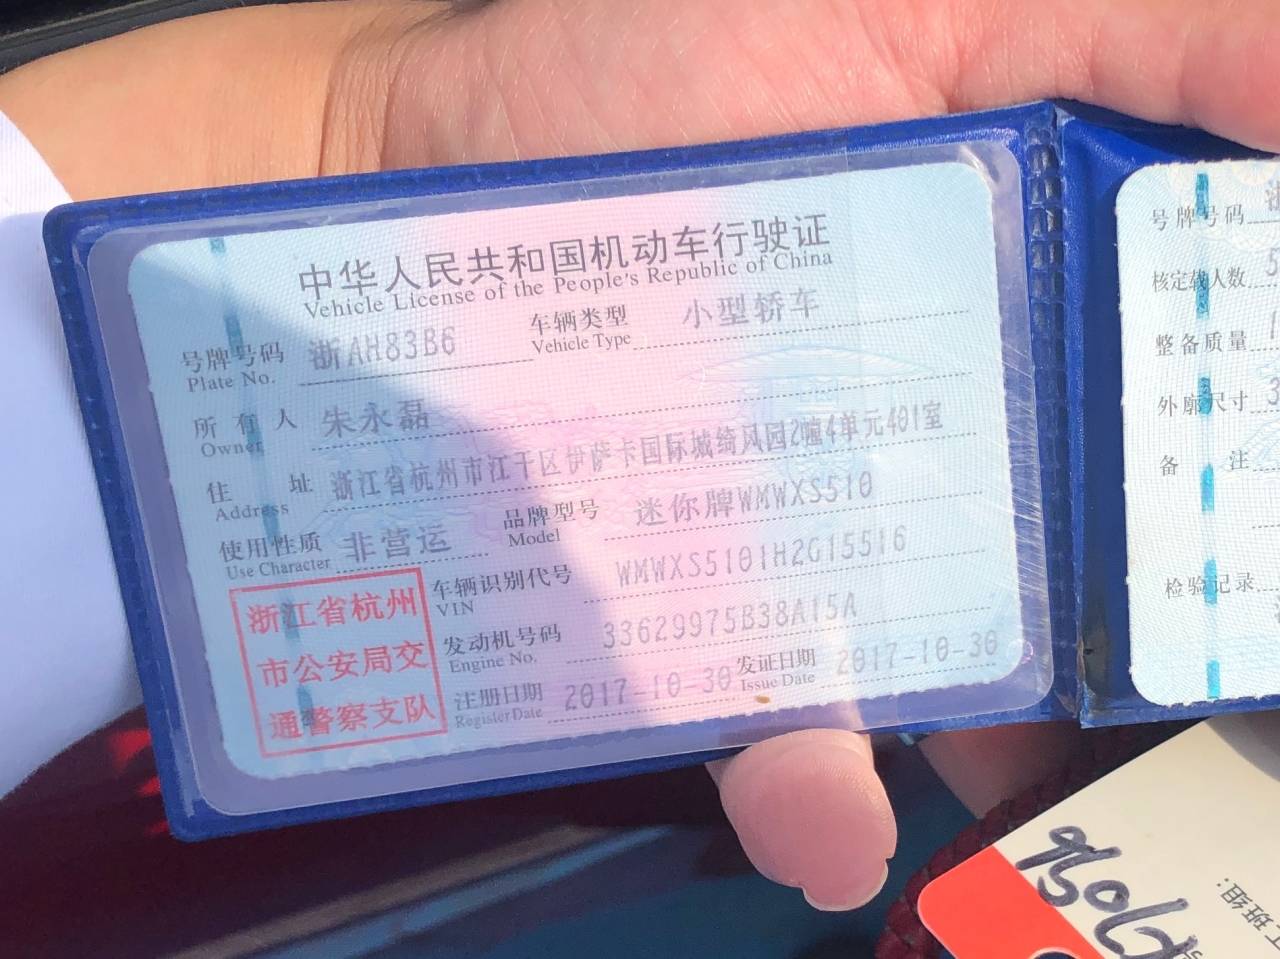 中华人民共和国机动车行驶证
Vehicle License of the People's Republic of China
号牌号码 浙AH83B6 车辆类型 小型轿车
Plate No. Vehicle Type
所有人 朱永磊
Owner
住址 浙江省杭州市江干区伊萨卡国际城绮风园2幢4单元401室
Address
使用性质 非营运 品牌型号 迷你牌WMWXS510
Use Character Model
车辆识别代号 WMWXS5101H2G15516
VIN
发动机号码 33629975B38A15A
Engine No.
注册日期 2017-10-30 发证日期 2017-10-30
Register Date Issue Date
浙江省杭州
市公安局交
通警察支队
号牌号码
核定载人数 5
整备质量 1
外廓尺寸 3
备注
检验记录